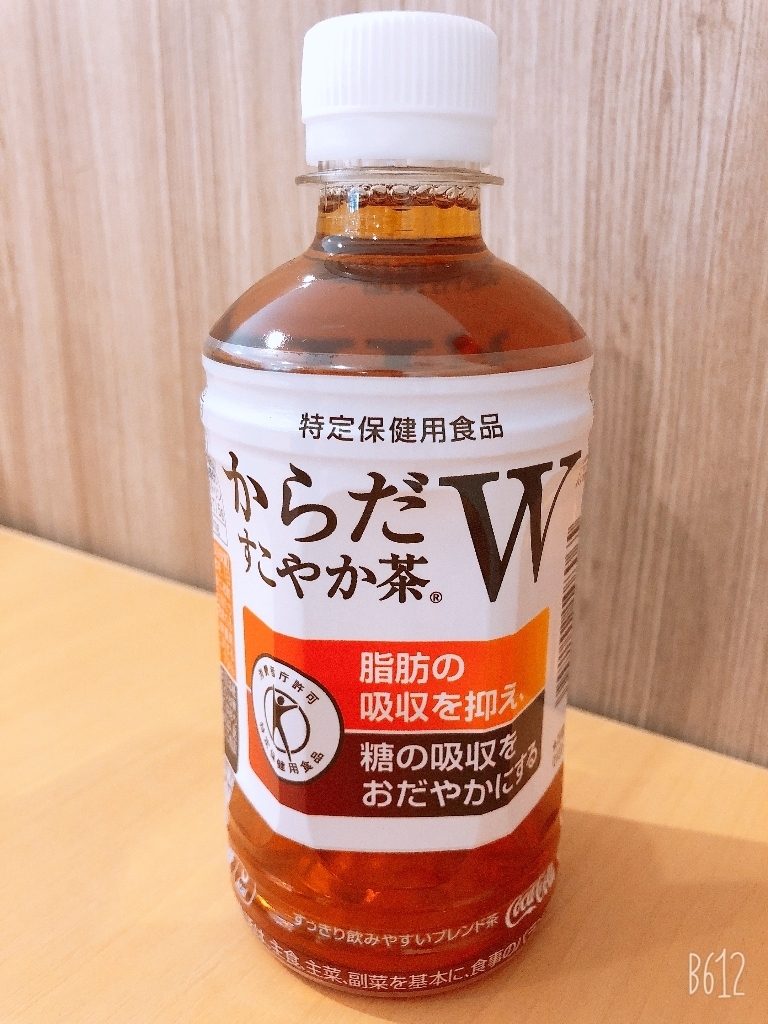 特定保健用食品
からだ
すこやか茶®
W
脂肪の
吸収を抑え、
糖の吸収を
おだやかにする
消費者庁許可
特定保健用食品
すっきり飲みやすいブレンド茶
Coca-Cola
主食、主菜、副菜を基本に、食事のバ
B612